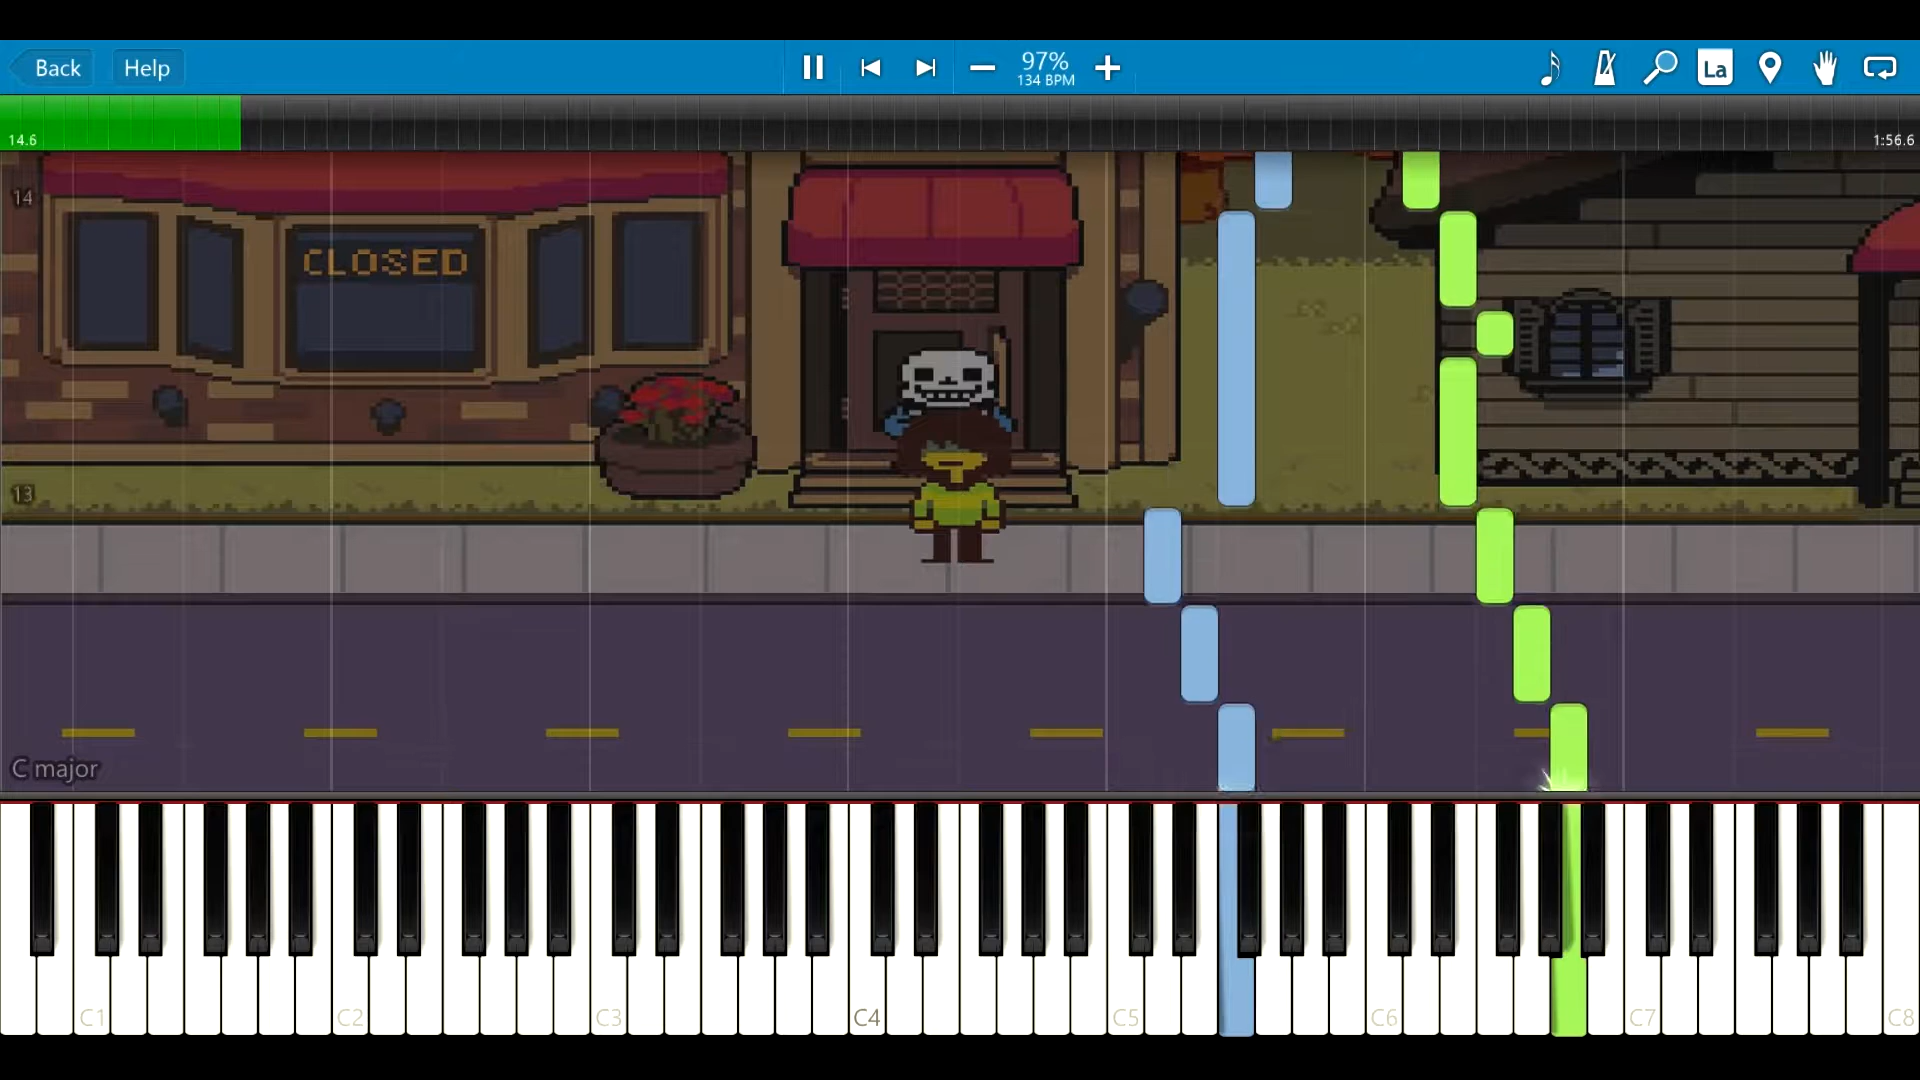 Back
Help
97%
134 BPM
La
14.6
1:56.6
14
CLOSED
13
C major
C1
C2
C3
C4
C5
C6
C7
C8